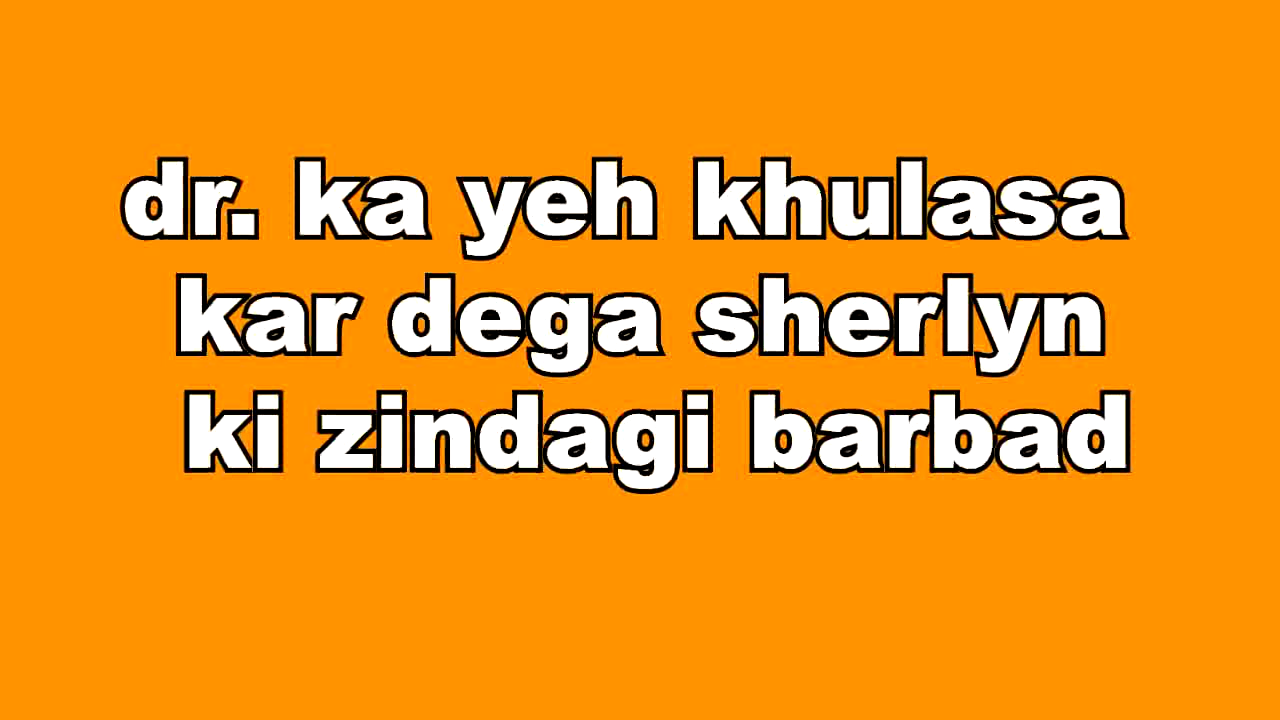 dr. ka yeh khulasa
kar dega sherlyn
ki zindagi barbad